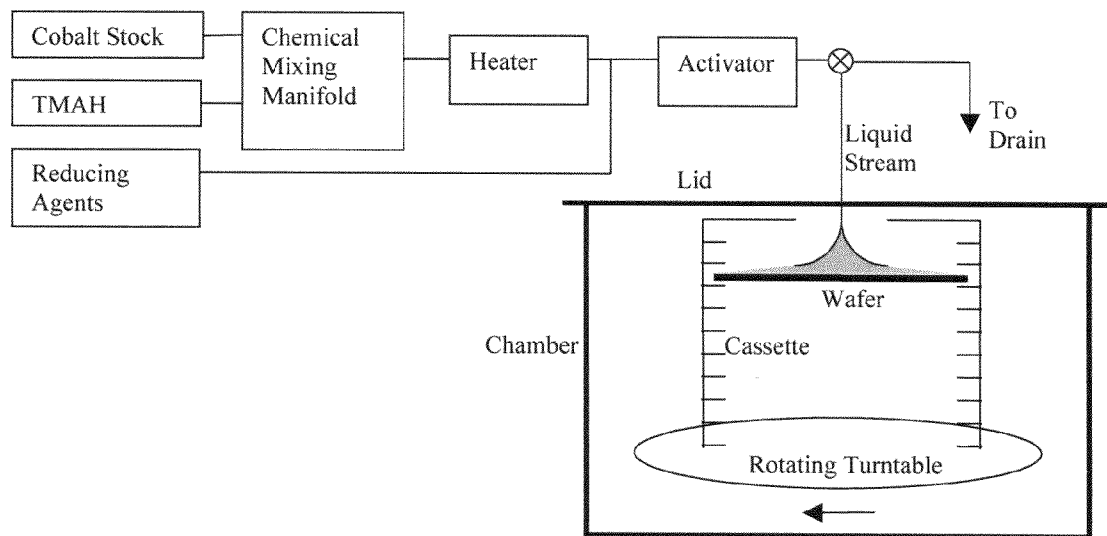 Cobalt Stock
TMAH
Reducing
Agents
Chemical
Mixing
Manifold
Heater
Activator
To
Drain
Liquid
Stream
Lid
Wafer
Chamber
Cassette
Rotating Turntable